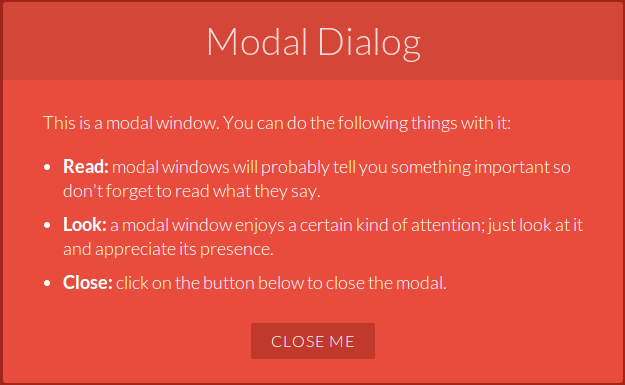 Modal Dialog
This is a modal window. You can do the following things with it:
• Read: modal windows will probably tell you something important so
don't forget to read what they say.
• Look: a modal window enjoys a certain kind of attention; just look at it
and appreciate its presence.
• Close: click on the button below to close the modal.
CLOSE ME